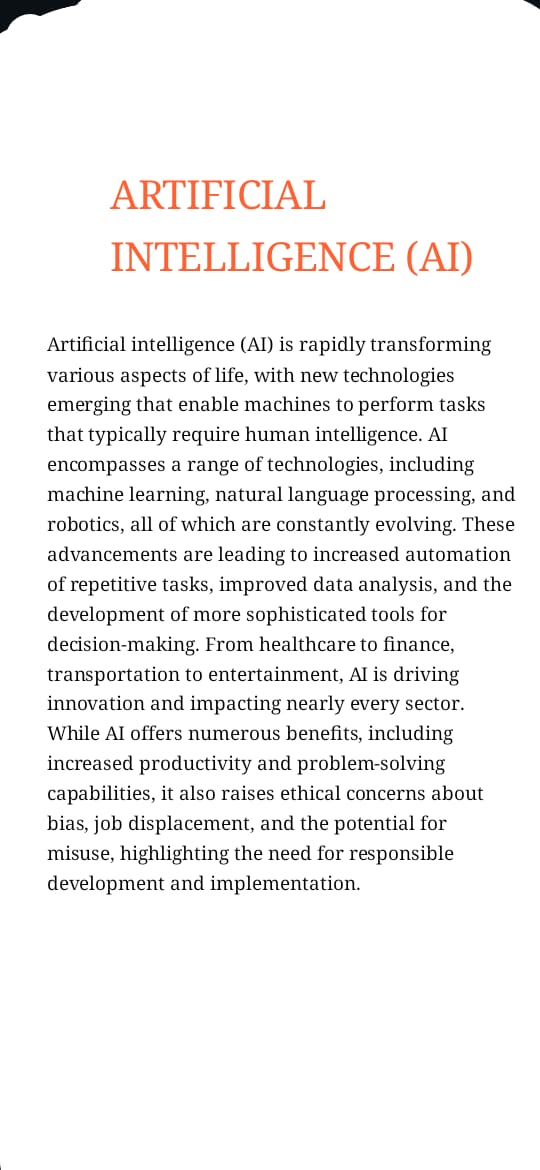 ARTIFICIAL
INTELLIGENCE (AI)
Artificial intelligence (AI) is rapidly transforming
various aspects of life, with new technologies
emerging that enable machines to perform tasks
that typically require human intelligence. AI
encompasses a range of technologies, including
machine learning, natural language processing, and
robotics, all of which are constantly evolving. These
advancements are leading to increased automation
of repetitive tasks, improved data analysis, and the
development of more sophisticated tools for
decision-making. From healthcare to finance,
transportation to entertainment, AI is driving
innovation and impacting nearly every sector.
While AI offers numerous benefits, including
increased productivity and problem-solving
capabilities, it also raises ethical concerns about
bias, job displacement, and the potential for
misuse, highlighting the need for responsible
development and implementation.